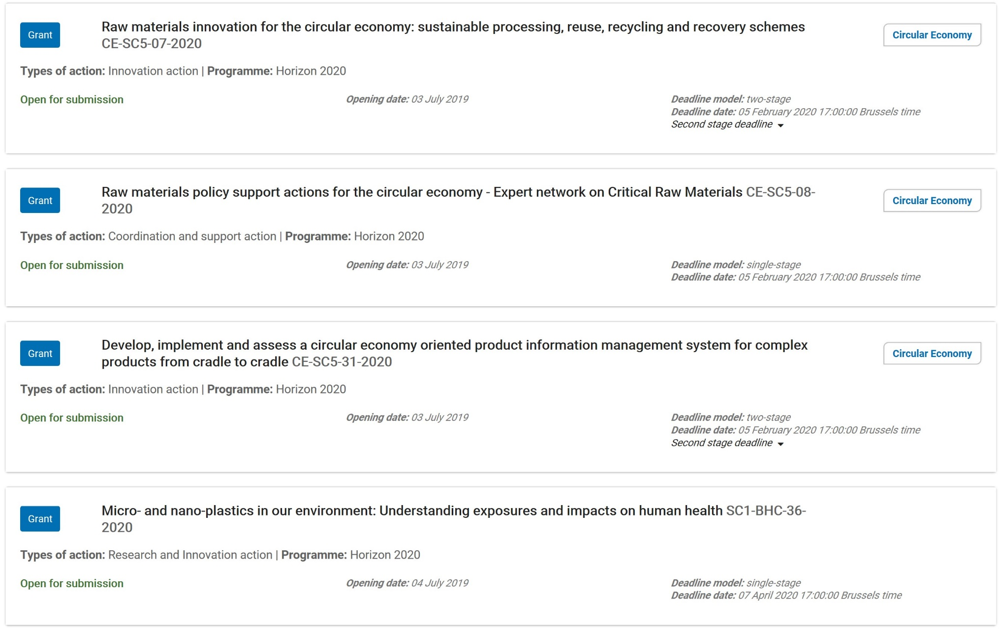 Grant
Raw materials innovation for the circular economy: sustainable processing, reuse, recycling and recovery schemes
CE-SC5-07-2020
Circular Economy
Types of action: Innovation action | Programme: Horizon 2020
Open for submission
Opening date: 03 July 2019
Deadline model: two-stage
Deadline date: 05 February 2020 17:00:00 Brussels time
Second stage deadline
Grant
Raw materials policy support actions for the circular economy - Expert network on Critical Raw Materials CE-SC5-08-
2020
Circular Economy
Types of action: Coordination and support action | Programme: Horizon 2020
Open for submission
Opening date: 03 July 2019
Deadline model: single-stage
Deadline date: 05 February 2020 17:00:00 Brussels time
Grant
Develop, implement and assess a circular economy oriented product information management system for complex
products from cradle to cradle CE-SC5-31-2020
Circular Economy
Types of action: Innovation action | Programme: Horizon 2020
Open for submission
Opening date: 03 July 2019
Deadline model: two-stage
Deadline date: 05 February 2020 17:00:00 Brussels time
Second stage deadline
Grant
Micro- and nano-plastics in our environment: Understanding exposures and impacts on human health SC1-BHC-36-
2020
Types of action: Research and Innovation action | Programme: Horizon 2020
Open for submission
Opening date: 04 July 2019
Deadline model: single-stage
Deadline date: 07 April 2020 17:00:00 Brussels time